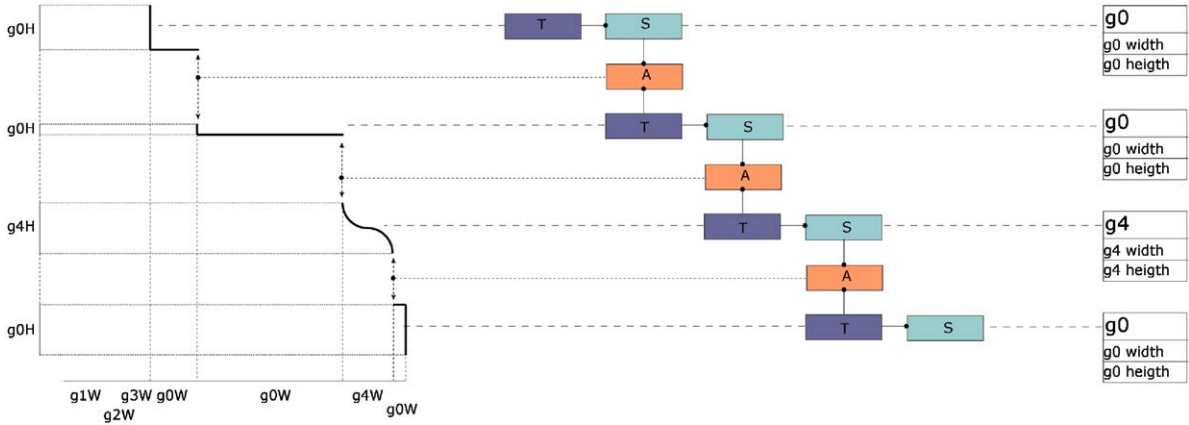 g0H T S g0
g0 width
A g0 heigth
g0H T S g0
g0 width
A g0 heigth
g4H T S g4
g4 width
A g4 heigth
g0H T S g0
g0 width
g0 heigth
g1W g3W g0W g0W g4W
g2W g0W